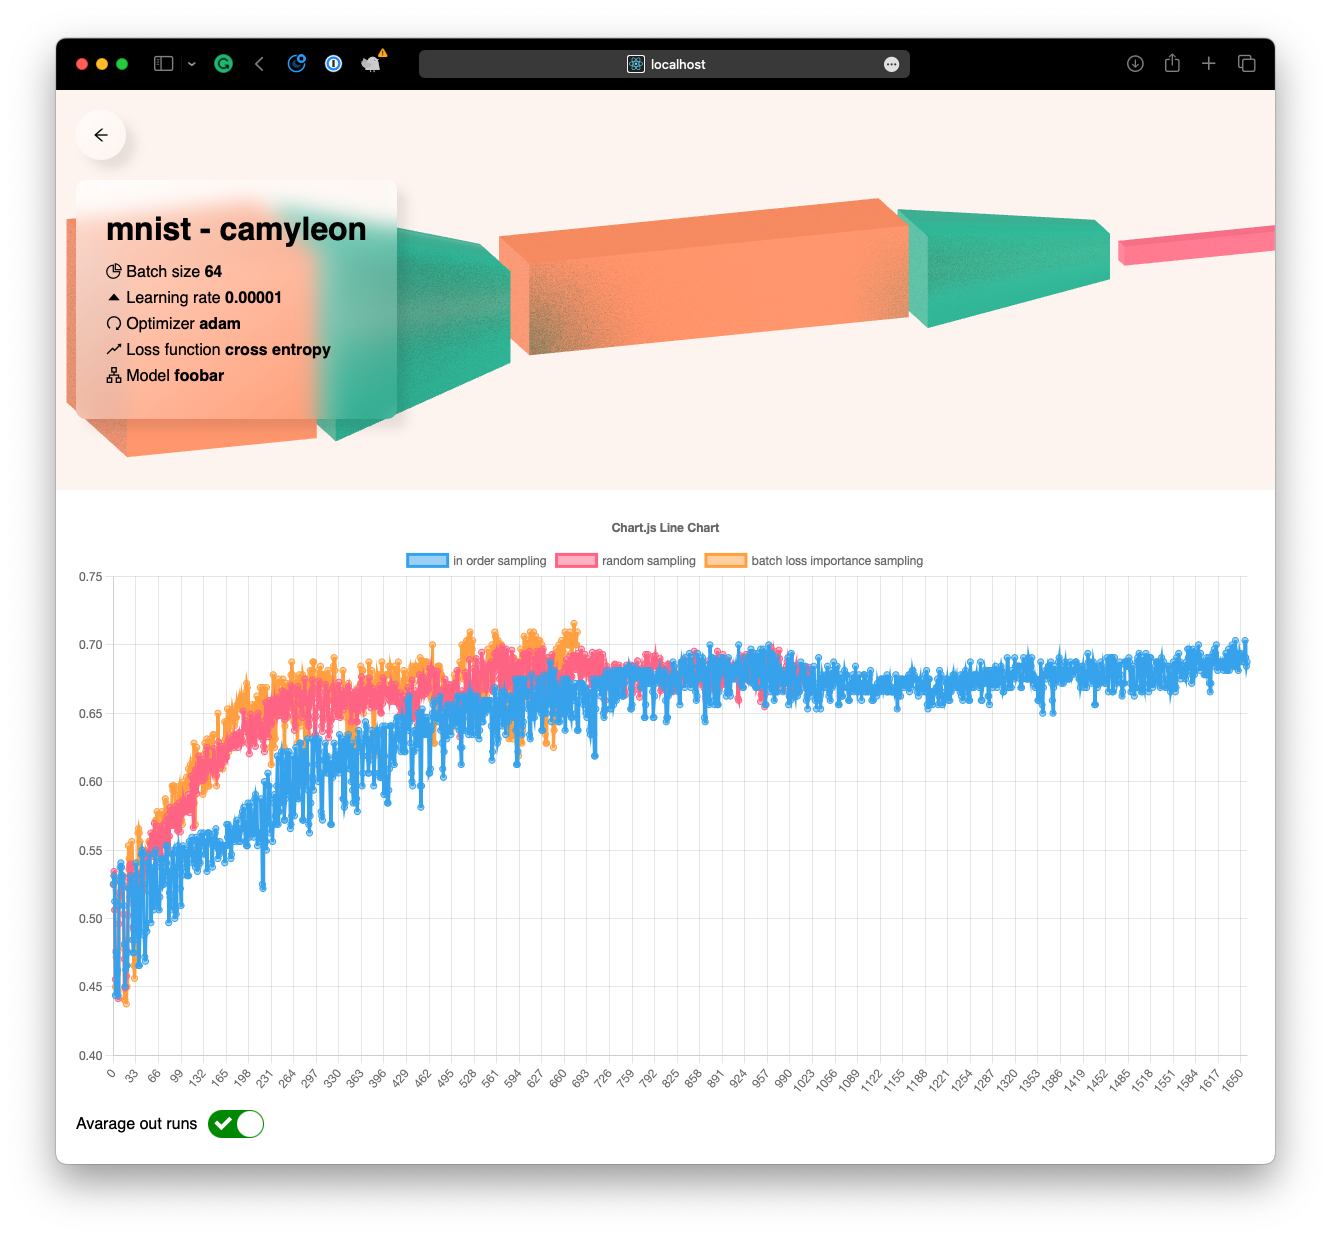 localhost
mnist - camyleon
Batch size 64
Learning rate 0.00001
Optimizer adam
Loss function cross entropy
Model foobar
Chart.js Line Chart
in order sampling random sampling batch loss importance sampling
0.75
0.70
0.65
0.60
0.55
0.50
0.45
0.40
0 33 66 99 132 165 198 231 264 297 330 363 396 429 462 495 528 561 594 627 660 693 726 759 792 825 858 891 924 957 990 1023 1056 1089 1122 1155 1188 1221 1254 1287 1320 1353 1386 1419 1452 1485 1518 1551 1584 1617 1650
Avarage out runs